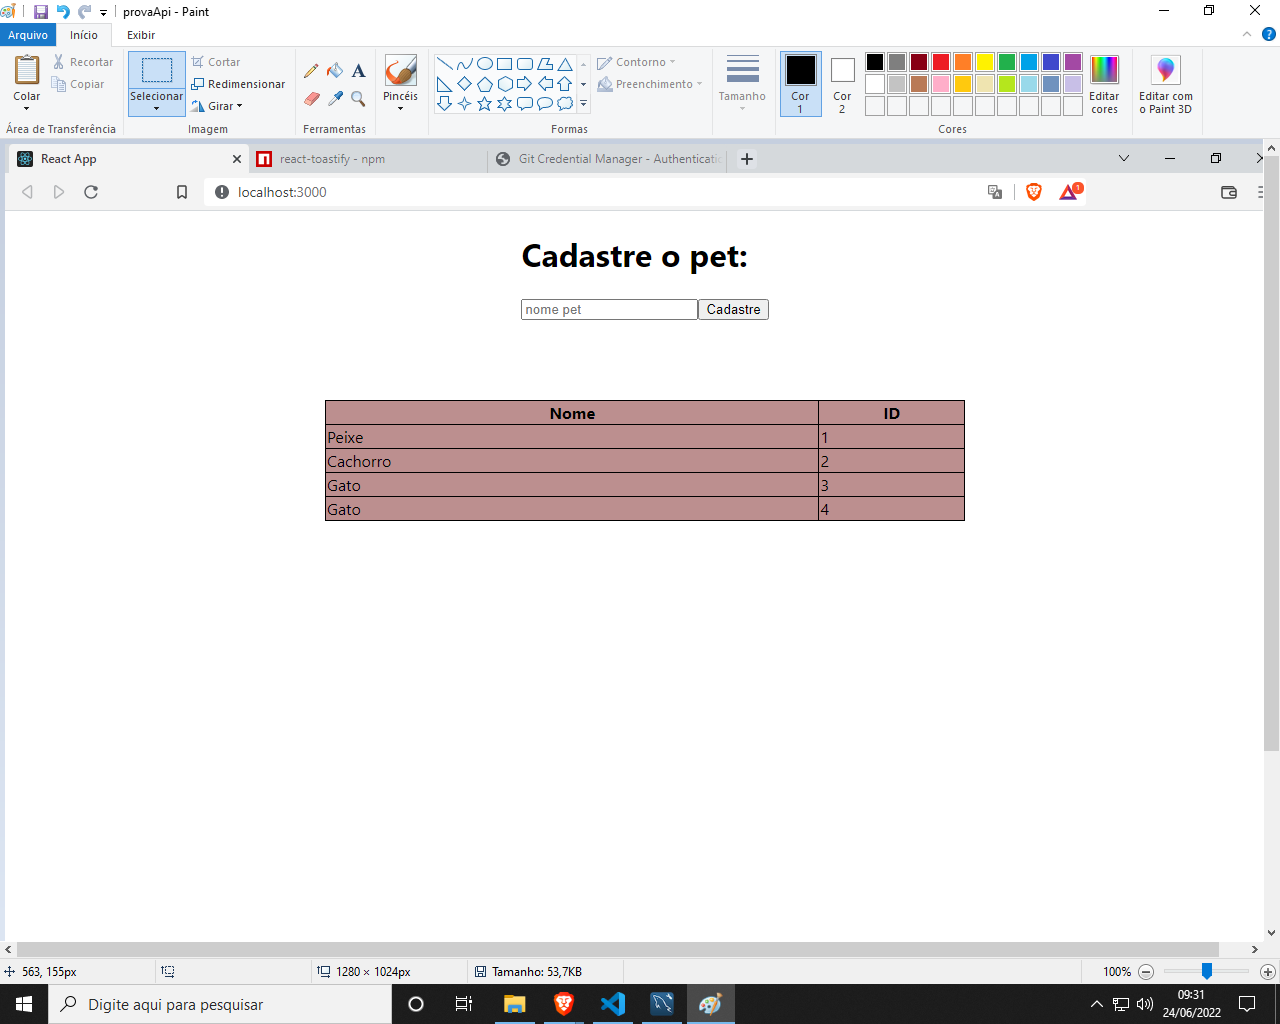 provaApi - Paint
Arquivo Início Exibir
Colar
Recortar
Copiar
Área de Transferência
Selecionar
Cortar
Redimensionar
Girar
Imagem
A
Ferramentas
Pincéis
Contorno
Preenchimento
Formas
Tamanho
Cor 1
Cor 2
Editar cores
Cores
Editar com o Paint 3D
React App
react-toastify - npm
Git Credential Manager - Authenticatio
localhost:3000
1
Cadastre o pet:
nome pet Cadastre
Nome ID
Peixe 1
Cachorro 2
Gato 3
Gato 4
563, 155px
1280 × 1024px
Tamanho: 53,7KB
100%
Digite aqui para pesquisar
09:31
24/06/2022